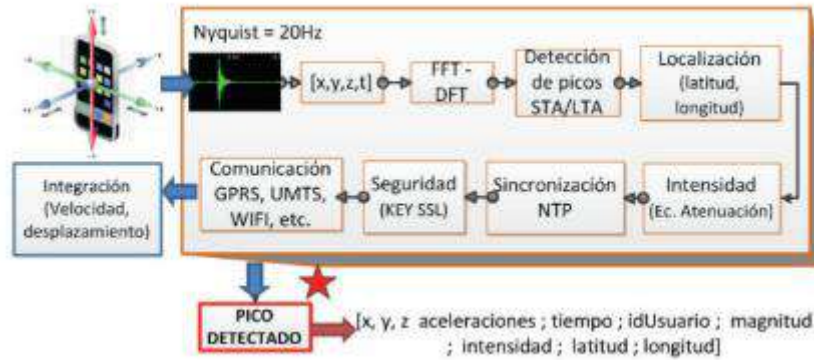 Nyquist = 20Hz
[x,y,z,t]
FFT -
DFT
Detección
de picos
STA/LTA
Localización
(latitud,
longitud)
Integración
(Velocidad,
desplazamiento)
Comunicación
GPRS, UMTS,
WIFI, etc.
Seguridad
(KEY SSL)
Sincronización
NTP
Intensidad
(Ec. Atenuación)
PICO
DETECTADO
[x, y, z aceleraciones ; tiempo ; idUsuario ; magnitud
; intensidad ; latitud ; longitud]